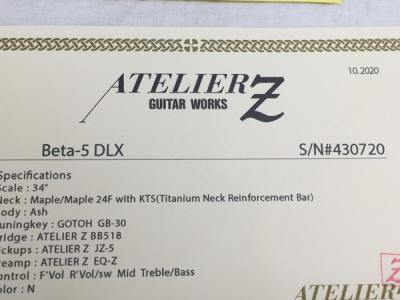 10.2020
ATELIER Z
GUITAR WORKS
Beta-5 DLX S/N#430720
Specifications
Scale : 34"
Neck : Maple/Maple 24F with KTS(Titanium Neck Reinforcement Bar)
Body : Ash
Tuningkey : GOTOH GB-30
Bridge : ATELIER Z BB518
Pickups : ATELIER Z JZ-5
Preamp : ATELIER Z EQ-Z
Control : F'Vol R'Vol/sw Mid Treble/Bass
Color : N
ATELIER